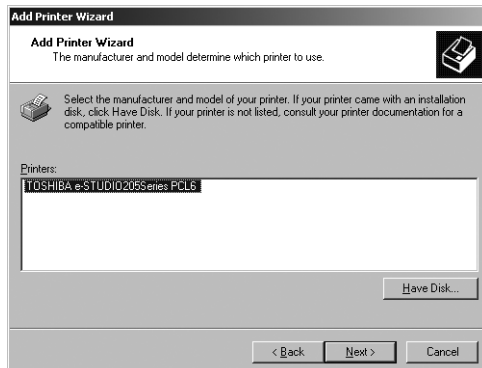 Add Printer Wizard
Add Printer Wizard
The manufacturer and model determine which printer to use.
Select the manufacturer and model of your printer. If your printer came with an installation
disk, click Have Disk. If your printer is not listed, consult your printer documentation for a
compatible printer.
Printers:
TOSHIBA e-STUDIO205Series PCL6
Have Disk...
< Back
Next >
Cancel